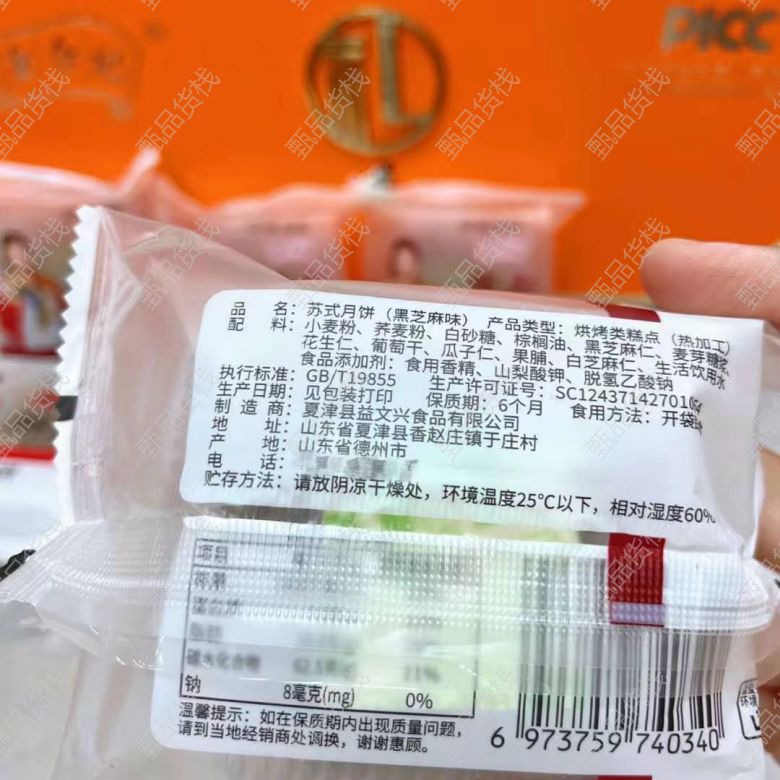 PICC
品　　名：苏式月饼（黑芝麻味）　产品类型：烘烤类糕点（热加工）
配　　料：小麦粉、荞麦粉、白砂糖、棕榈油、黑芝麻仁、麦芽糖浆
花生仁、葡萄干、瓜子仁、果脯、白芝麻仁、生活饮用水
食品添加剂：食用香精、山梨酸钾、脱氢乙酸钠
执行标准：GB/T19855　生产许可证号：SC124371427010
生产日期：见包装打印　保质期：6个月　食用方法：开袋
制 造 商：夏津县益文兴食品有限公司
地　　址：山东省夏津县香赵庄镇于庄村
产　　地：山东省德州市
电　　话：
贮存方法：请放阴凉干燥处，环境温度25℃以下，相对湿度60%
项目
碳水化合物 21%
钠 8毫克(mg) 0%
温馨提示：如在保质期内出现质量问题，
请到当地经销商处调换，谢谢惠顾。
6 973759 740340
甄品货栈